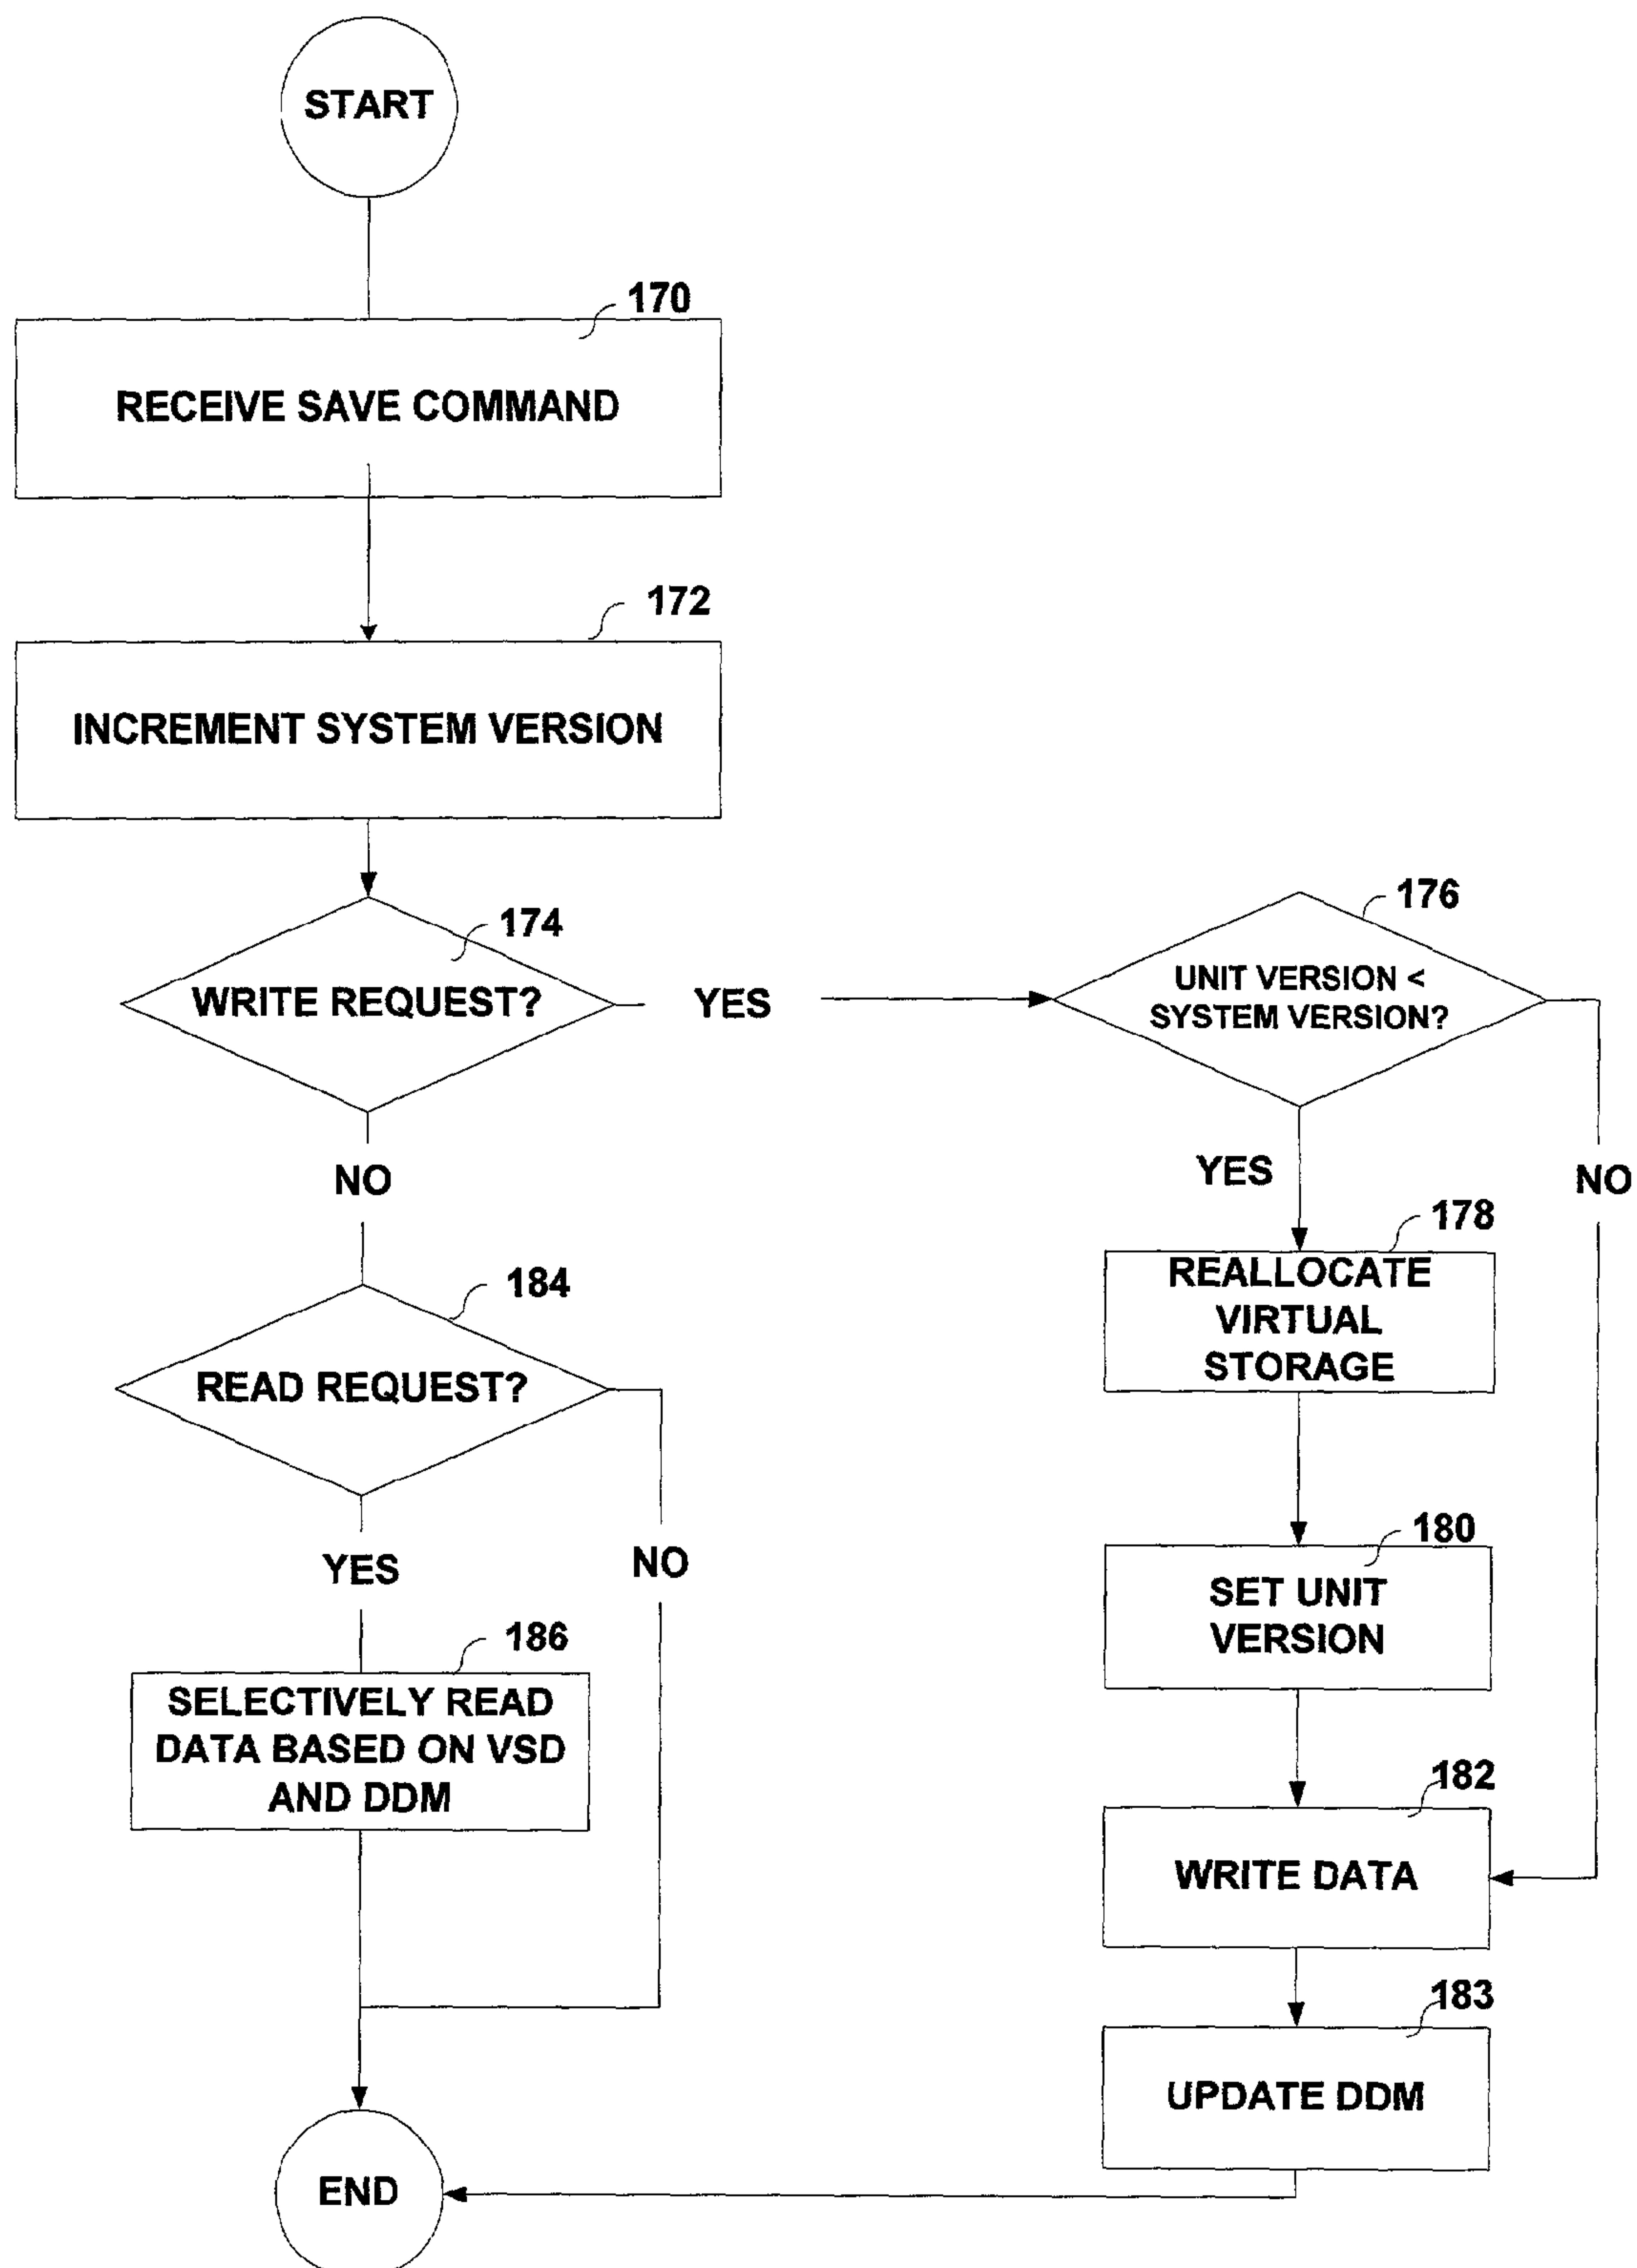 START
170
RECEIVE SAVE COMMAND
172
INCREMENT SYSTEM VERSION
174
WRITE REQUEST?
YES
176
UNIT VERSION <
SYSTEM VERSION?
NO
YES
NO
178
REALLOCATE
VIRTUAL
STORAGE
184
READ REQUEST?
YES
NO
180
SET UNIT
VERSION
186
SELECTIVELY READ
DATA BASED ON VSD
AND DDM
182
WRITE DATA
183
UPDATE DDM
END